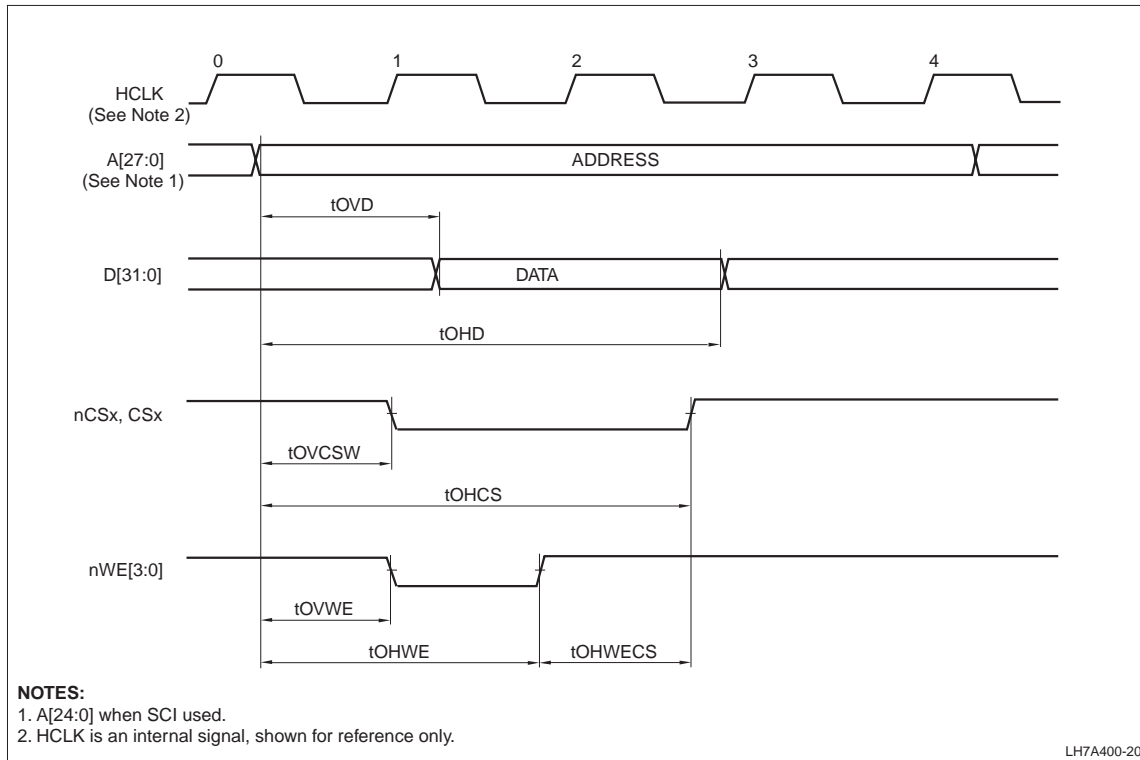 0 1 2 3 4
HCLK
(See Note 2)
A[27:0]
(See Note 1)
ADDRESS
tOVD
D[31:0]
DATA
tOHD
nCSx, CSx
tOVCSW
tOHCS
nWE[3:0]
tOVWE
tOHWE tOHWECS
NOTES:
1. A[24:0] when SCI used.
2. HCLK is an internal signal, shown for reference only.
LH7A400-20